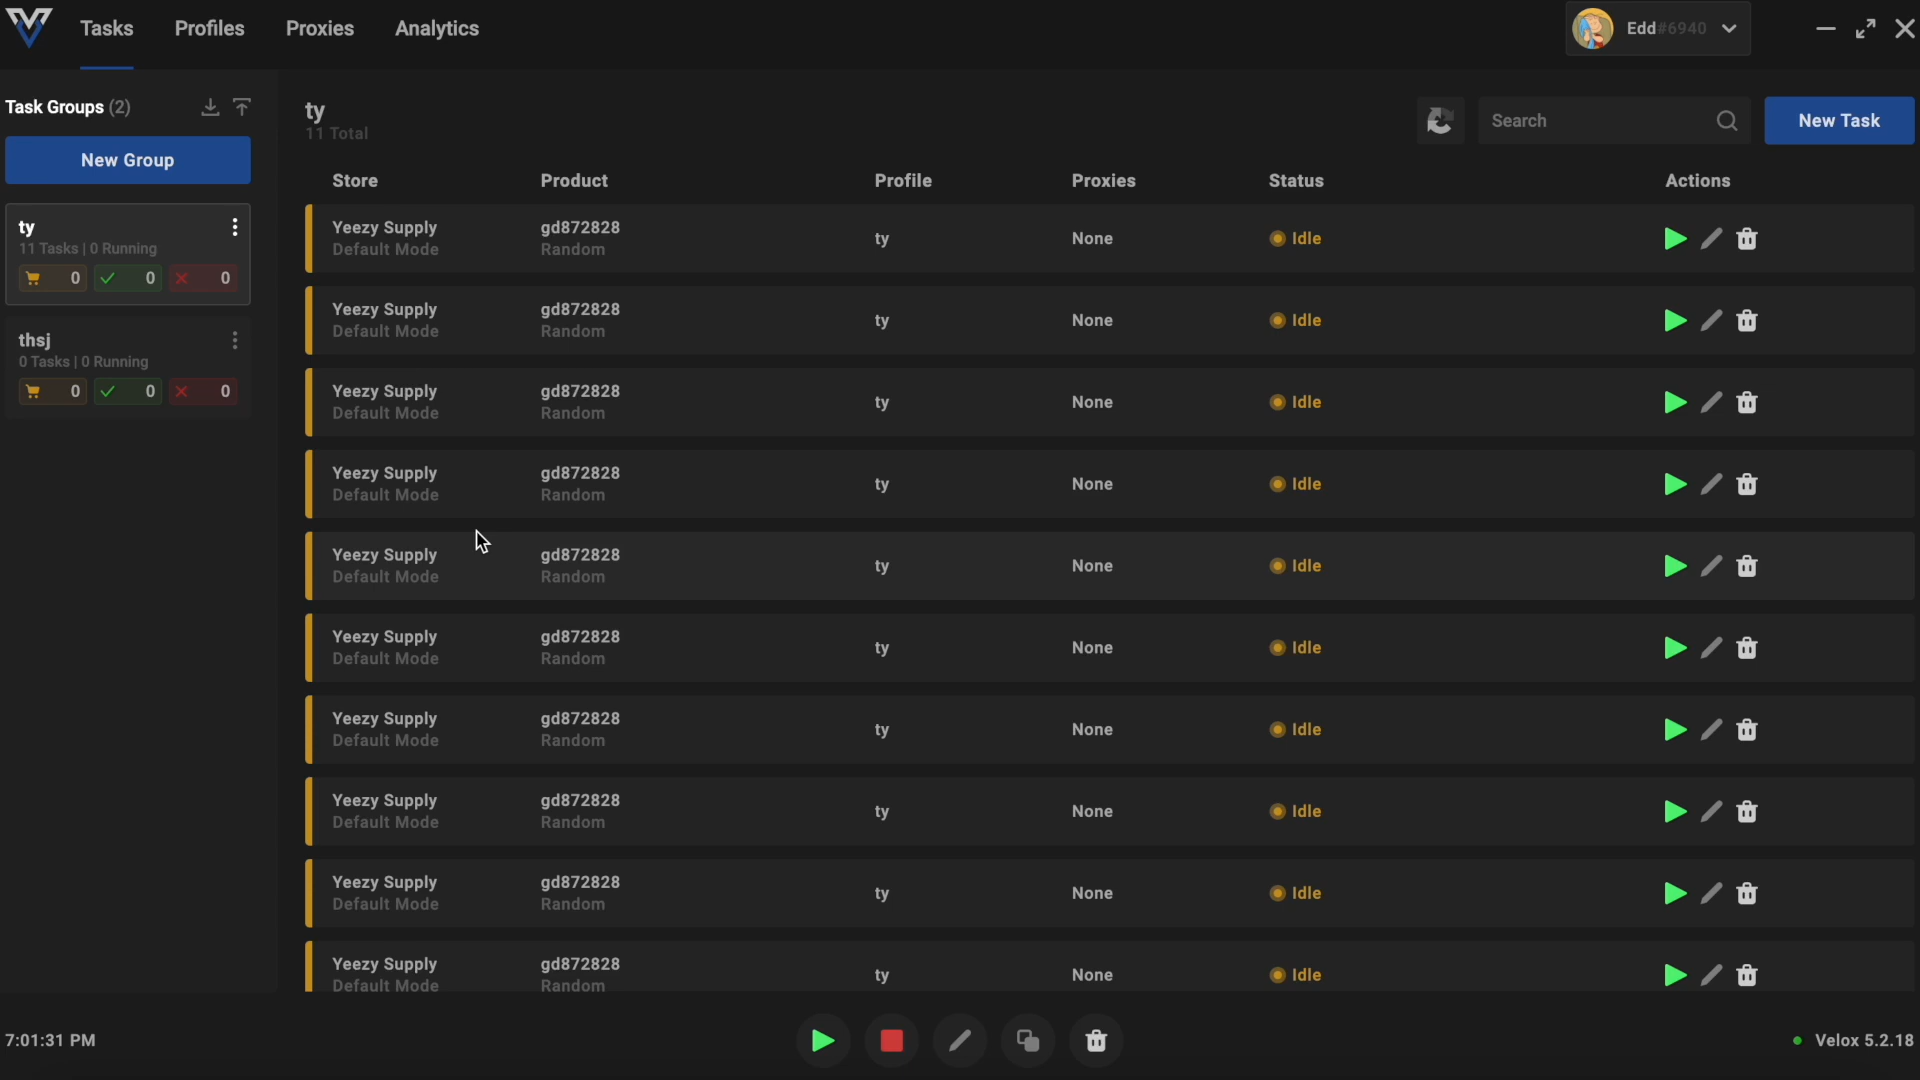 Tasks Profiles Proxies Analytics
Edd#6940
Task Groups (2)
New Group
ty
11 Tasks | 0 Running
0 0 0
thsj
0 Tasks | 0 Running
0 0 0
ty
11 Total
Search
New Task
Store Product Profile Proxies Status Actions
Yeezy Supply gd872828
Default Mode Random ty None Idle
Yeezy Supply gd872828
Default Mode Random ty None Idle
Yeezy Supply gd872828
Default Mode Random ty None Idle
Yeezy Supply gd872828
Default Mode Random ty None Idle
Yeezy Supply gd872828
Default Mode Random ty None Idle
Yeezy Supply gd872828
Default Mode Random ty None Idle
Yeezy Supply gd872828
Default Mode Random ty None Idle
Yeezy Supply gd872828
Default Mode Random ty None Idle
Yeezy Supply gd872828
Default Mode Random ty None Idle
Yeezy Supply gd872828
Default Mode Random ty None Idle
7:01:31 PM
Velox 5.2.18